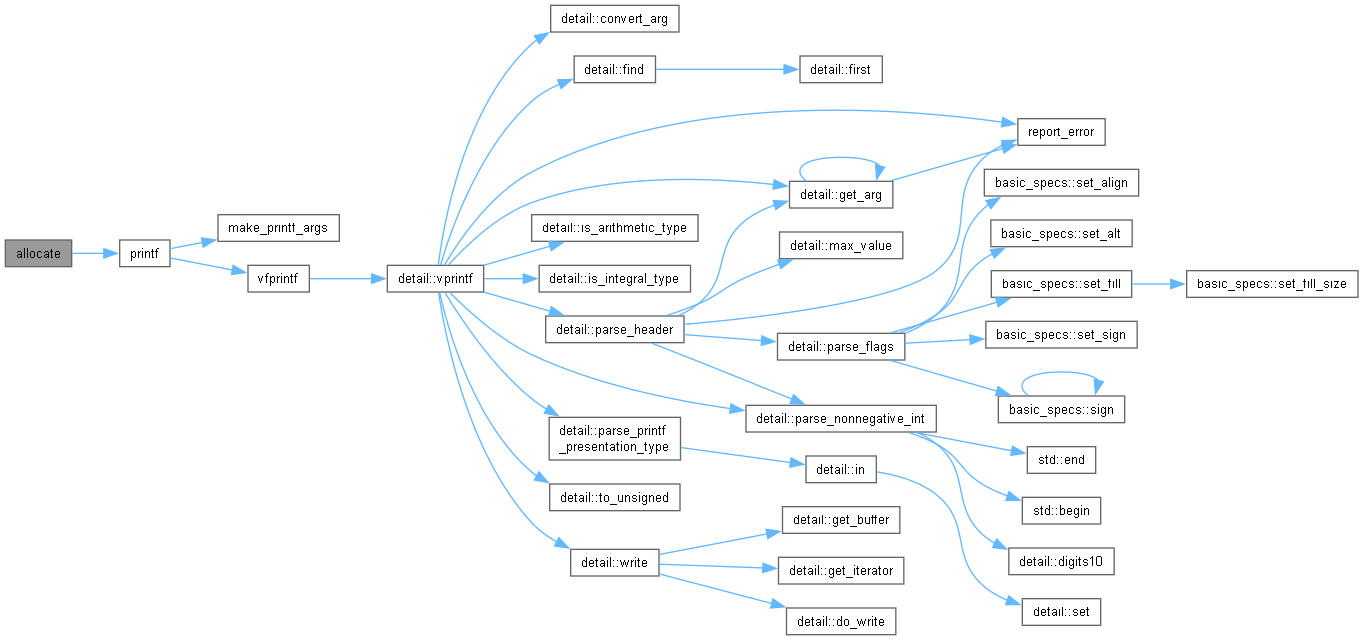 allocate
printf
make_printf_args
vfprintf
detail::vprintf
detail::convert_arg
detail::find
detail::first
report_error
detail::get_arg
detail::is_arithmetic_type
detail::is_integral_type
detail::parse_header
detail::max_value
detail::parse_flags
basic_specs::set_align
basic_specs::set_alt
basic_specs::set_fill
basic_specs::set_fill_size
basic_specs::set_sign
basic_specs::sign
detail::parse_nonnegative_int
detail::parse_printf
_presentation_type
detail::in
std::end
std::begin
detail::digits10
detail::set
detail::to_unsigned
detail::write
detail::get_buffer
detail::get_iterator
detail::do_write